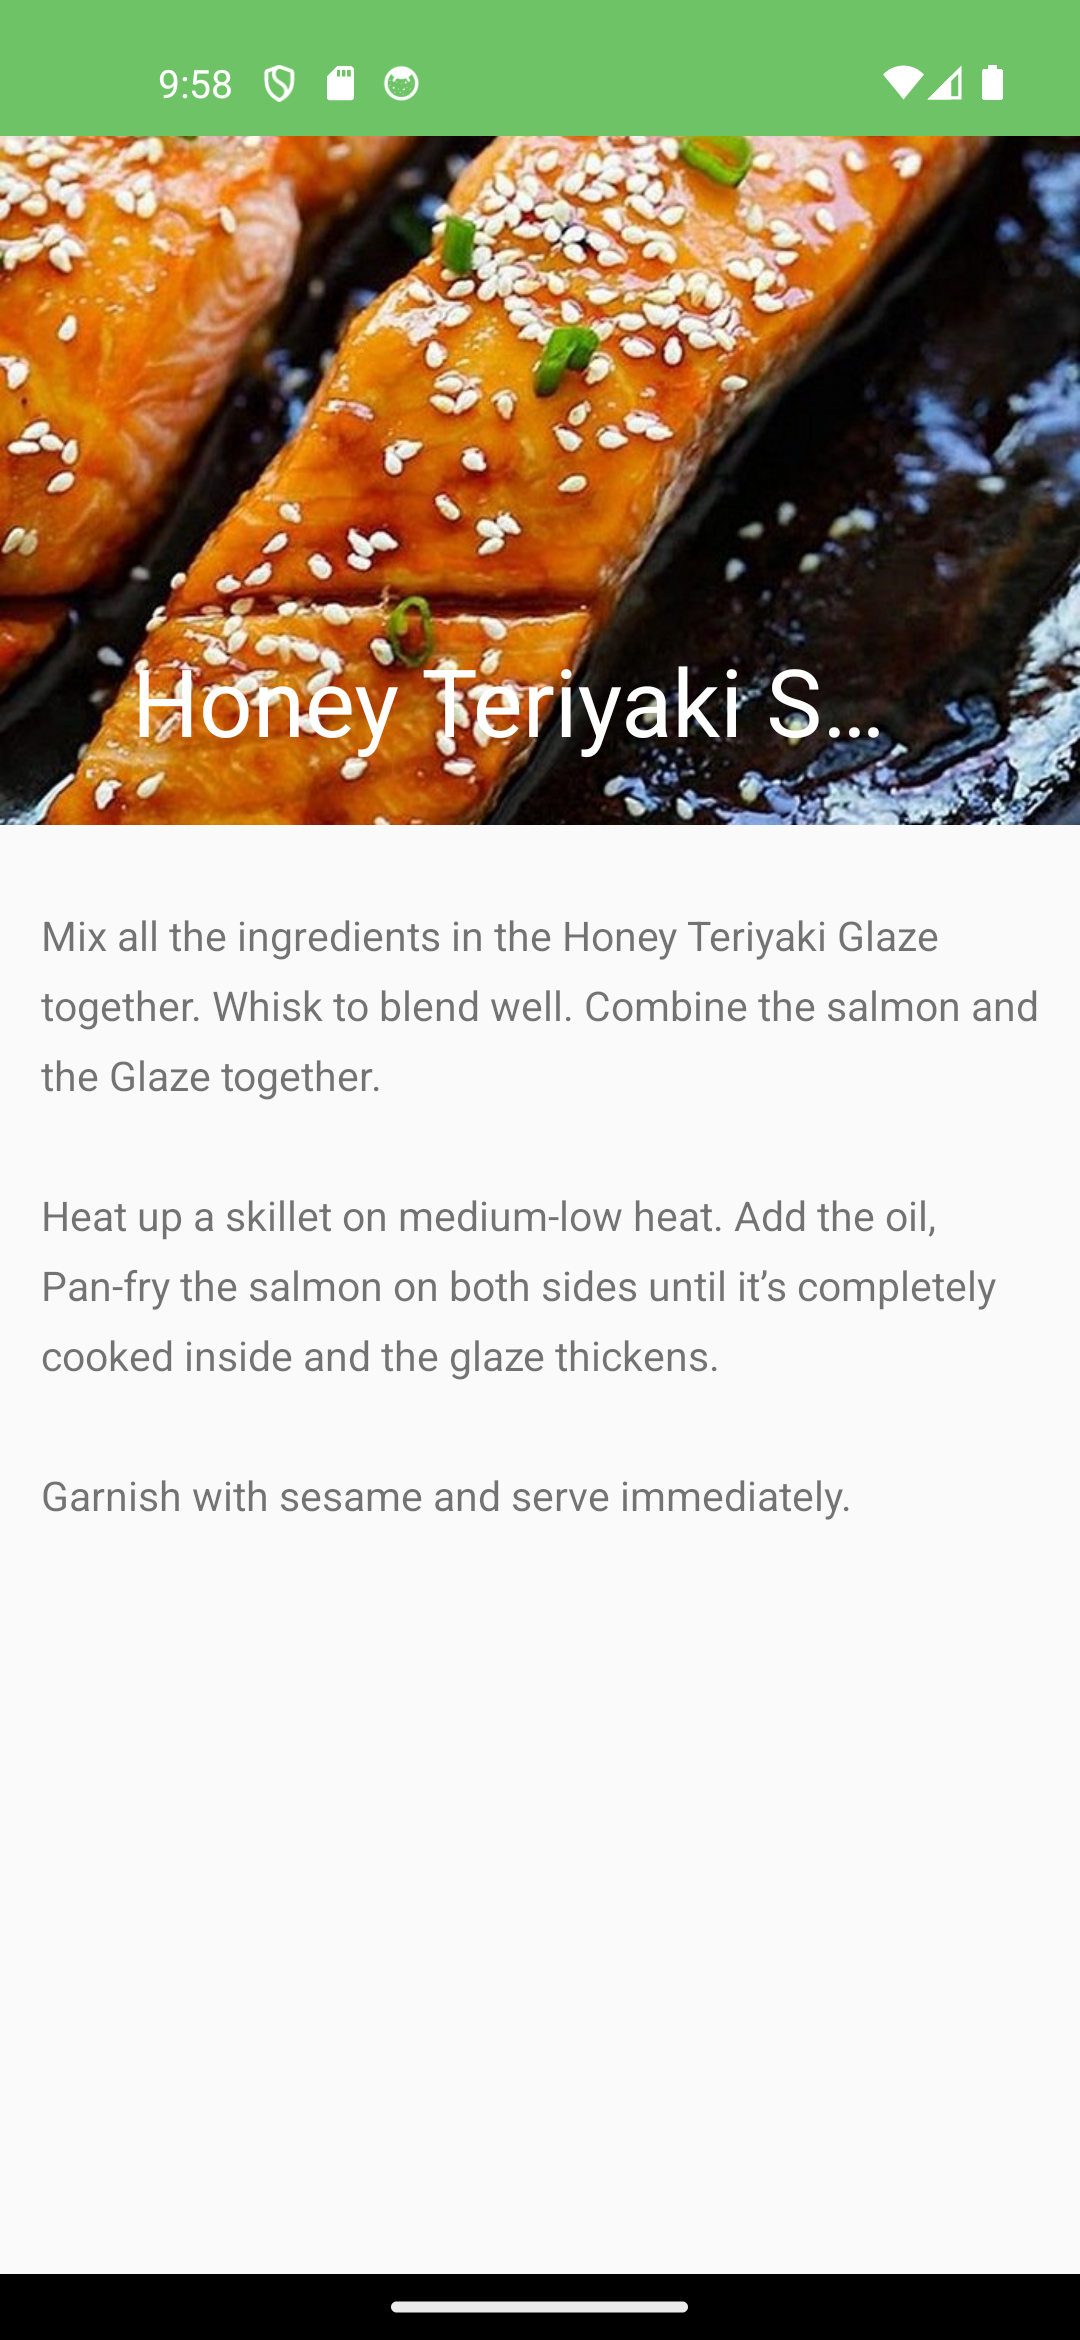 9:58
Honey Teriyaki S...
Mix all the ingredients in the Honey Teriyaki Glaze
together. Whisk to blend well. Combine the salmon and
the Glaze together.
Heat up a skillet on medium-low heat. Add the oil,
Pan-fry the salmon on both sides until it’s completely
cooked inside and the glaze thickens.
Garnish with sesame and serve immediately.